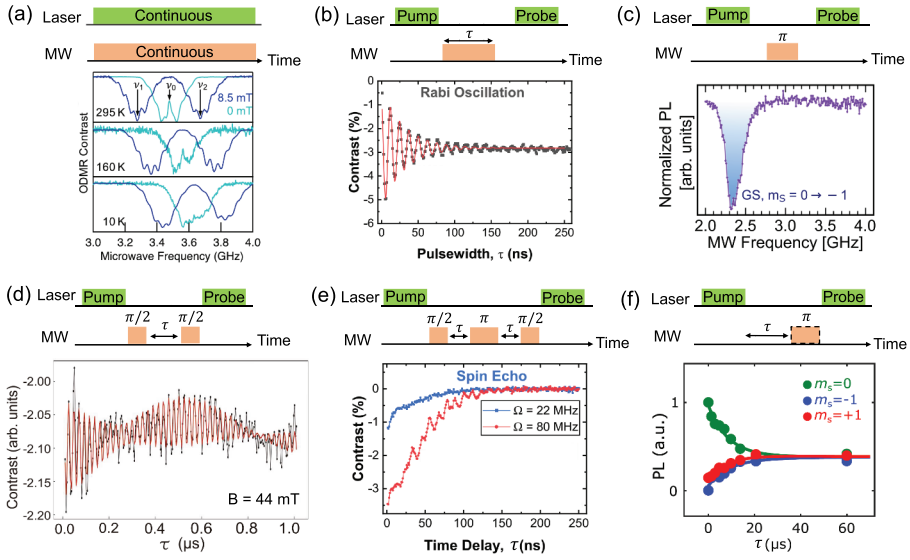 (a)
Laser Continuous
MW Continuous Time
ν1 ν0 ν2 8.5 mT
0 mT
295 K
160 K
10 K
ODMR Contrast
3.0 3.2 3.4 3.6 3.8 4.0
Microwave Frequency (GHz)
(b)
Pump Probe
τ
Rabi Oscillation
Contrast (%)
0
-1
-2
-3
-4
-5
-6
0 50 100 150 200 250
Pulsewidth, τ (ns)
(c)
Pump Probe
π
Normalized PL
[arb. units]
GS, mS = 0 → − 1
2.0 2.5 3.0 3.5 4.0
MW Frequency [GHz]
(d)
Laser Pump Probe
π/2 π/2
MW τ Time
Contrast (arb. units)
-2.00
-2.05
-2.10
-2.15
-2.20
B = 44 mT
0.0 0.2 0.4 0.6 0.8 1.0
τ (μs)
(e)
Pump Probe
π/2 π π/2
τ τ
Spin Echo
Contrast (%)
0
-1
-2
-3
Ω = 22 MHz
Ω = 80 MHz
0 50 100 150 200 250
Time Delay, τ(ns)
(f)
Laser Pump Probe
MW τ π Time
PL (a.u.)
1
0
ms=0
ms=-1
ms=+1
0 20 40 60
τ (μs)